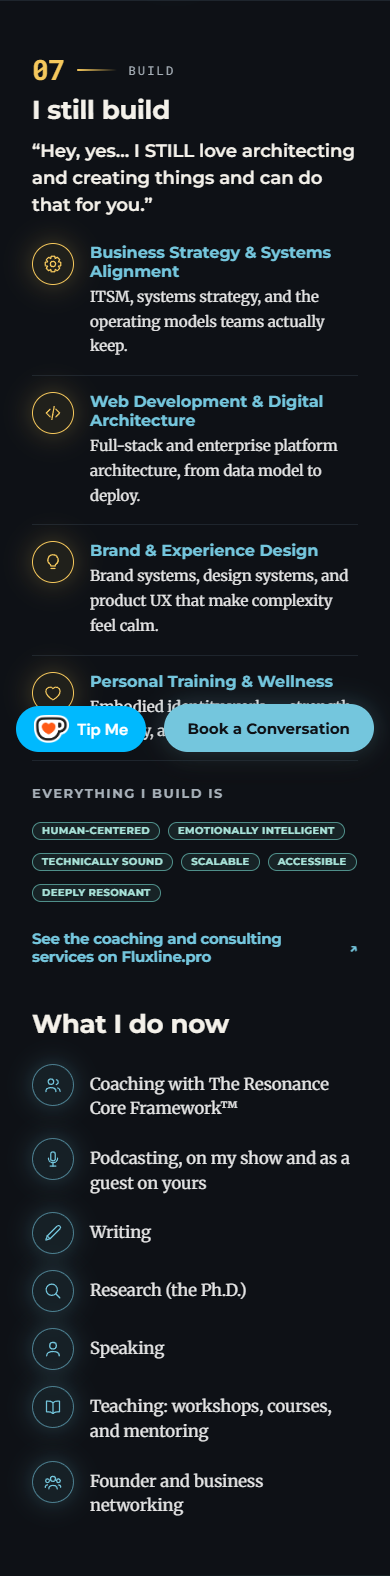 07 BUILD
I still build
“Hey, yes... I STILL love architecting
and creating things and can do
that for you.”
Business Strategy & Systems
Alignment
ITSM, systems strategy, and the
operating models teams actually
keep.
Web Development & Digital
Architecture
Full-stack and enterprise platform
architecture, from data model to
deploy.
Brand & Experience Design
Brand systems, design systems, and
product UX that make complexity
feel calm.
Personal Training & Wellness
Embodied
Tip Me
Book a Conversation
EVERYTHING I BUILD IS
HUMAN-CENTERED EMOTIONALLY INTELLIGENT
TECHNICALLY SOUND SCALABLE ACCESSIBLE
DEEPLY RESONANT
See the coaching and consulting
services on Fluxline.pro
What I do now
Coaching with The Resonance
Core Framework™
Podcasting, on my show and as a
guest on yours
Writing
Research (the Ph.D.)
Speaking
Teaching: workshops, courses,
and mentoring
Founder and business
networking